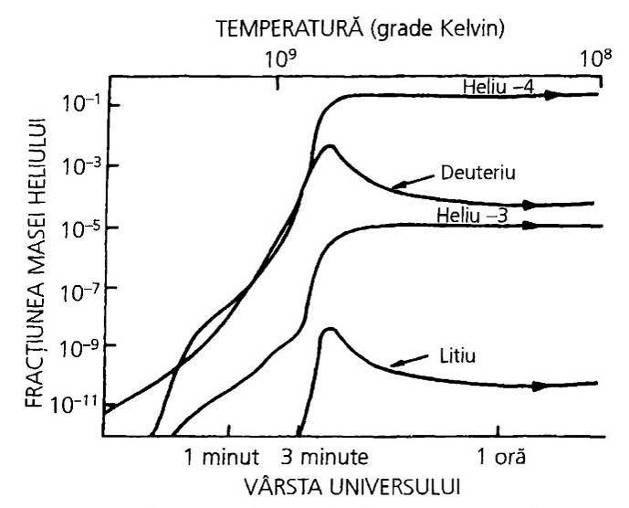 TEMPERATURĂ (grade Kelvin)
10⁹ 10⁸
Heliu –4
10⁻¹
10⁻³
Deuteriu
Heliu –3
10⁻⁵
10⁻⁷
10⁻⁹
Litiu
10⁻¹¹
FRACȚIUNEA MASEI HELIULUI
1 minut 3 minute 1 oră
VÂRSTA UNIVERSULUI